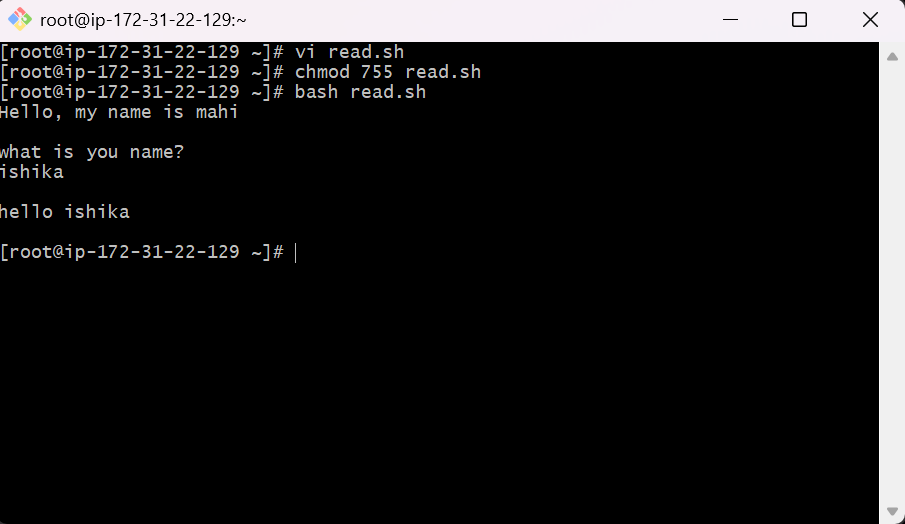 root@ip-172-31-22-129:~
[root@ip-172-31-22-129 ~]# vi read.sh
[root@ip-172-31-22-129 ~]# chmod 755 read.sh
[root@ip-172-31-22-129 ~]# bash read.sh
Hello, my name is mahi
what is you name?
ishika
hello ishika
[root@ip-172-31-22-129 ~]#